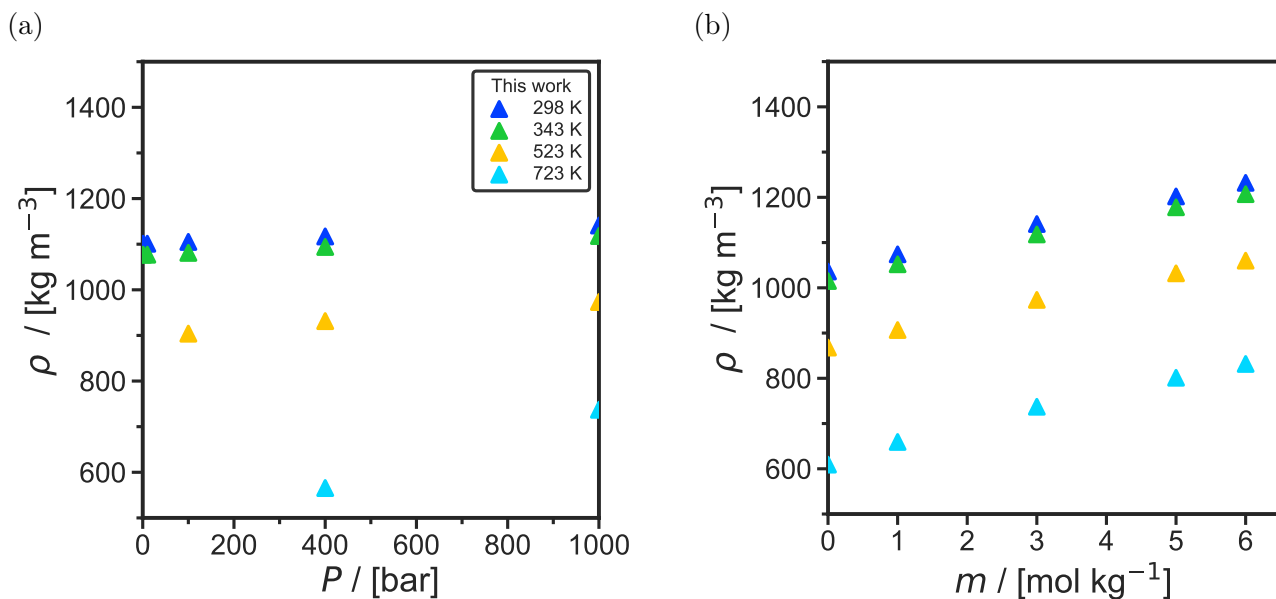 (a)
(b)
ρ / [kg m⁻³]
1400
1200
1000
800
600
This work
298 K
343 K
523 K
723 K
0 200 400 600 800 1000
P / [bar]
ρ / [kg m⁻³]
1400
1200
1000
800
600
0 1 2 3 4 5 6
m / [mol kg⁻¹]